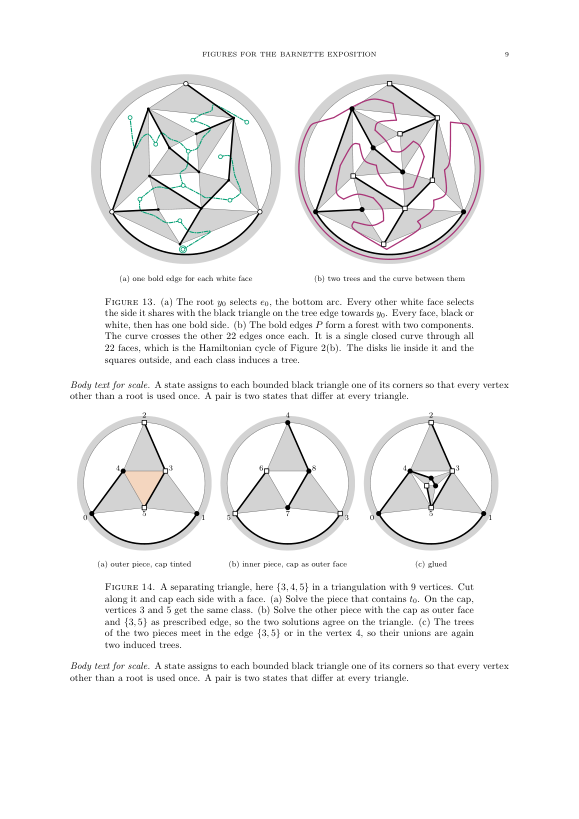 FIGURES FOR THE BARNETTE EXPOSITION 9
(a) one bold edge for each white face (b) two trees and the curve between them
FIGURE 13. (a) The root y0 selects e0, the bottom arc. Every other white face selects
the side it shares with the black triangle on the tree edge towards y0. Every face, black or
white, then has one bold side. (b) The bold edges P form a forest with two components.
The curve crosses the other 22 edges once each. It is a single closed curve through all
22 faces, which is the Hamiltonian cycle of Figure 2(b). The disks lie inside it and the
squares outside, and each class induces a tree.
Body text for scale. A state assigns to each bounded black triangle one of its corners so that every vertex
other than a root is used once. A pair is two states that differ at every triangle.
2 4 2
4 3 6 8 4 3
5 7 5
0 1 5 3 0 1
(a) outer piece, cap tinted (b) inner piece, cap as outer face (c) glued
FIGURE 14. A separating triangle, here {3, 4, 5} in a triangulation with 9 vertices. Cut
along it and cap each side with a face. (a) Solve the piece that contains t0. On the cap,
vertices 3 and 5 get the same class. (b) Solve the other piece with the cap as outer face
and {3, 5} as prescribed edge, so the two solutions agree on the triangle. (c) The trees
of the two pieces meet in the edge {3, 5} or in the vertex 4, so their unions are again
two induced trees.
Body text for scale. A state assigns to each bounded black triangle one of its corners so that every vertex
other than a root is used once. A pair is two states that differ at every triangle.